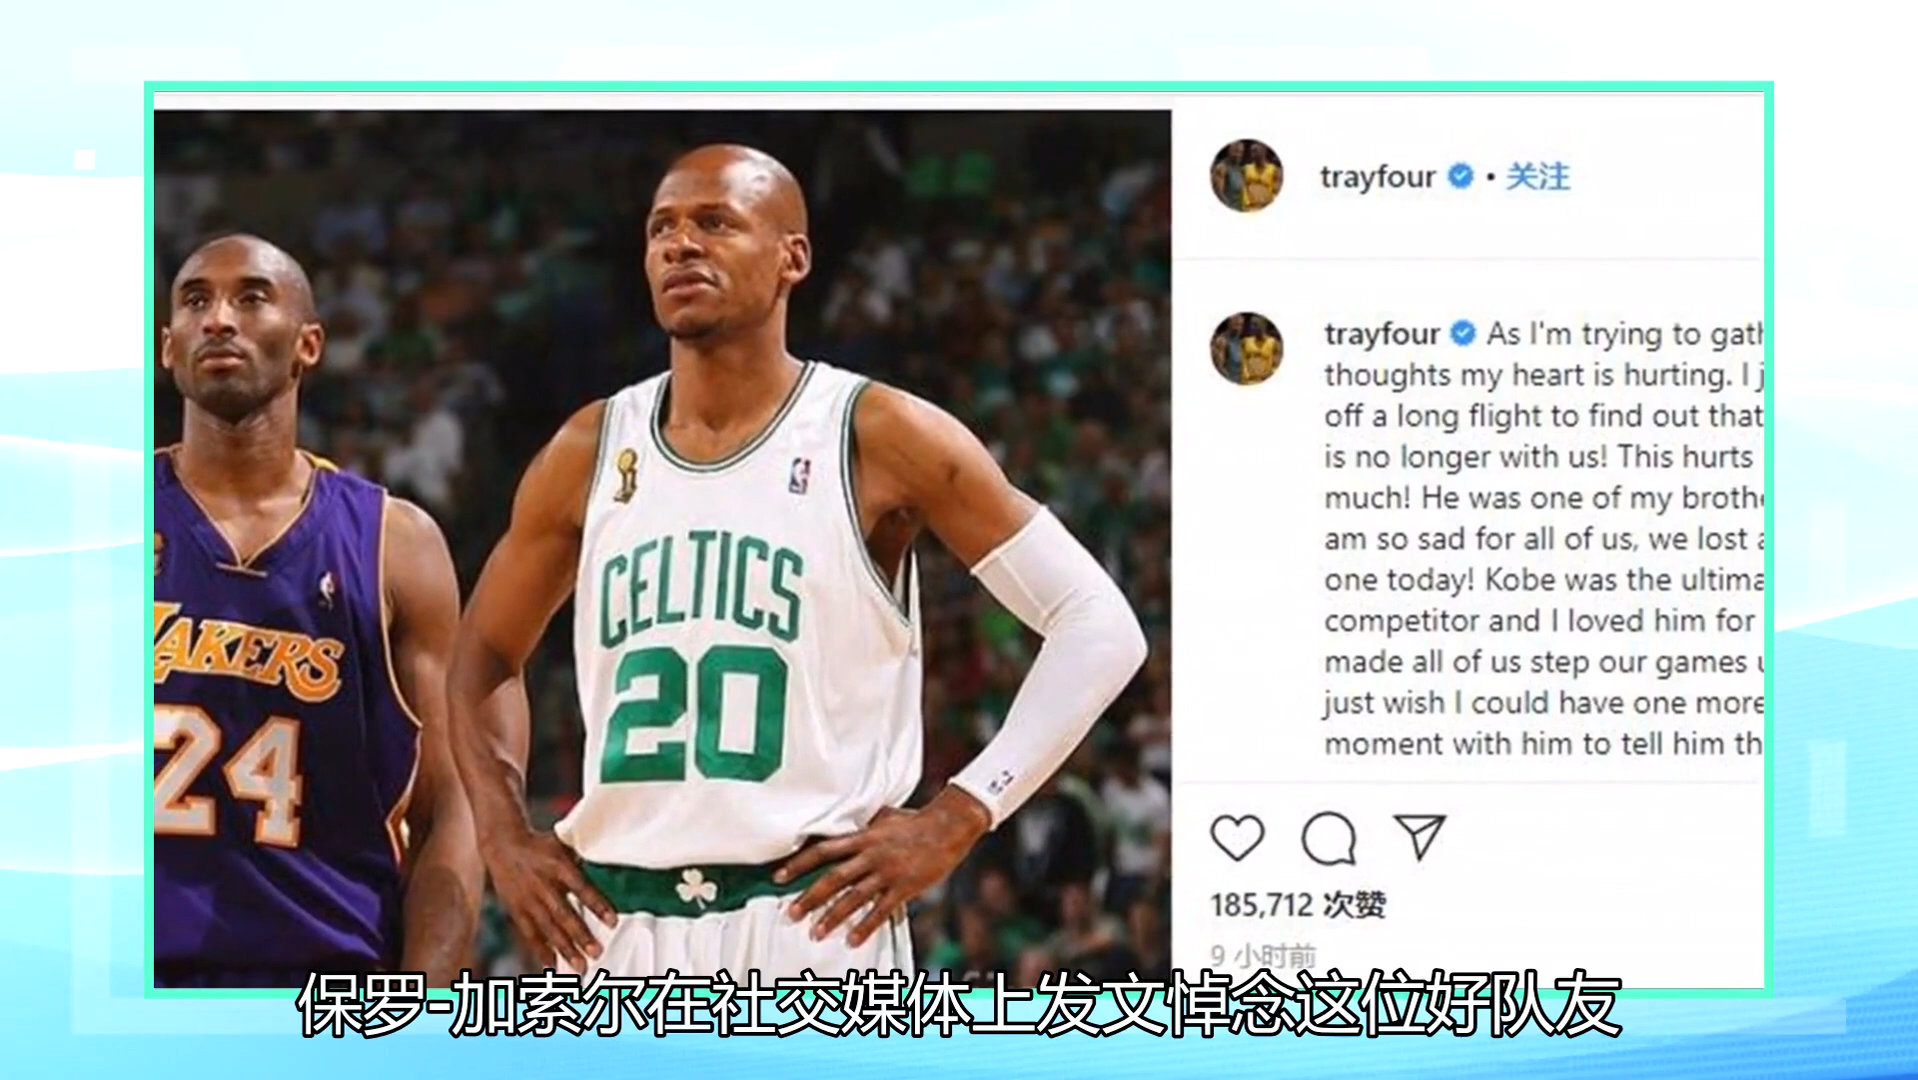 LAKERS
24
CELTICS
20
trayfour • 关注
trayfour As I'm trying to gath
thoughts my heart is hurting. I j
off a long flight to find out that
is no longer with us! This hurts
much! He was one of my brothe
am so sad for all of us, we lost a
one today! Kobe was the ultima
competitor and I loved him for
made all of us step our games u
just wish I could have one more
moment with him to tell him th
185,712 次赞
9 小时前
保罗-加索尔在社交媒体上发文悼念这位好队友